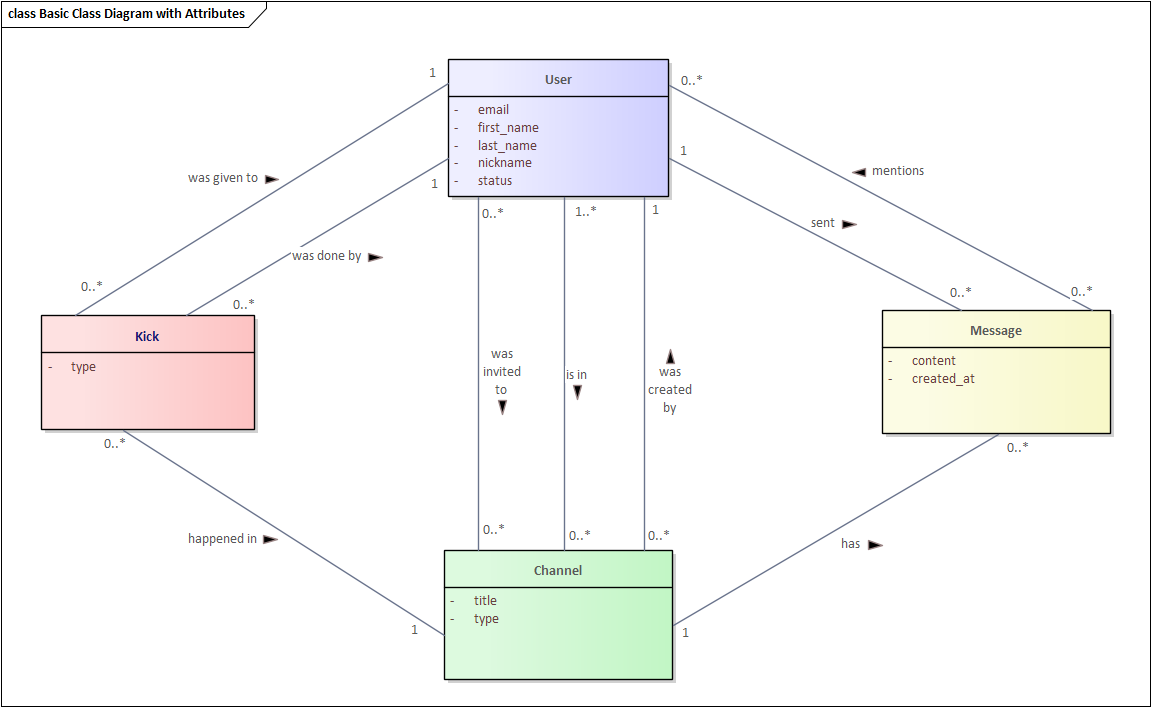 class Basic Class Diagram with Attributes
User
- email
- first_name
- last_name
- nickname
- status
1
0..*
1
1
0..*
1..*
1
was given to
was done by
mentions
sent
0..*
0..*
0..*
0..*
Kick
- type
Message
- content
- created_at
was
invited
to
is in
was
created
by
0..*
0..*
happened in
has
0..*
0..*
0..*
1
1
Channel
- title
- type